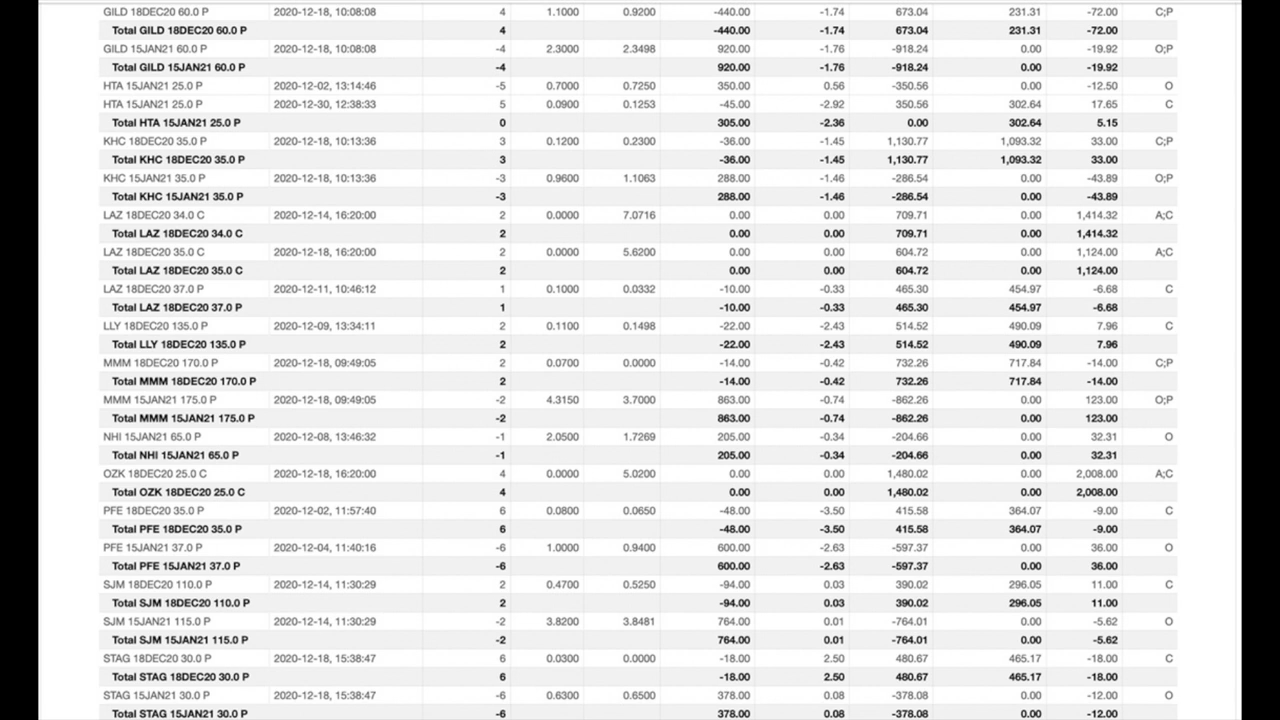 GILD 18DEC20 60.0 P 2020-12-18, 10:08:08 4 1.1000 0.9200 -440.00 -1.74 673.04 231.31 -72.00 C;P
Total GILD 18DEC20 60.0 P 4 -440.00 -1.74 673.04 231.31 -72.00
GILD 15JAN21 60.0 P 2020-12-18, 10:08:08 -4 2.3000 2.3498 920.00 -1.76 -918.24 0.00 -19.92 O;P
Total GILD 15JAN21 60.0 P -4 920.00 -1.76 -918.24 0.00 -19.92
HTA 15JAN21 25.0 P 2020-12-02, 13:14:46 -5 0.7000 0.7250 350.00 0.56 -350.56 0.00 -12.50 O
HTA 15JAN21 25.0 P 2020-12-30, 12:38:33 5 0.0900 0.1253 -45.00 -2.92 350.56 302.64 17.65 C
Total HTA 15JAN21 25.0 P 0 305.00 -2.36 0.00 302.64 5.15
KHC 18DEC20 35.0 P 2020-12-18, 10:13:36 3 0.1200 0.2300 -36.00 -1.45 1,130.77 1,093.32 33.00 C;P
Total KHC 18DEC20 35.0 P 3 -36.00 -1.45 1,130.77 1,093.32 33.00
KHC 15JAN21 35.0 P 2020-12-18, 10:13:36 -3 0.9600 1.1063 288.00 -1.46 -286.54 0.00 -43.89 O;P
Total KHC 15JAN21 35.0 P -3 288.00 -1.46 -286.54 0.00 -43.89
LAZ 18DEC20 34.0 C 2020-12-14, 16:20:00 2 0.0000 7.0716 0.00 0.00 709.71 0.00 1,414.32 A;C
Total LAZ 18DEC20 34.0 C 2 0.00 0.00 709.71 0.00 1,414.32
LAZ 18DEC20 35.0 C 2020-12-18, 16:20:00 2 0.0000 5.6200 0.00 0.00 604.72 0.00 1,124.00 A;C
Total LAZ 18DEC20 35.0 C 2 0.00 0.00 604.72 0.00 1,124.00
LAZ 18DEC20 37.0 P 2020-12-11, 10:46:12 1 0.1000 0.0332 -10.00 -0.33 465.30 454.97 -6.68 C
Total LAZ 18DEC20 37.0 P 1 -10.00 -0.33 465.30 454.97 -6.68
LLY 18DEC20 135.0 P 2020-12-09, 13:34:11 2 0.1100 0.1498 -22.00 -2.43 514.52 490.09 7.96 C
Total LLY 18DEC20 135.0 P 2 -22.00 -2.43 514.52 490.09 7.96
MMM 18DEC20 170.0 P 2020-12-18, 09:49:05 2 0.0700 0.0000 -14.00 -0.42 732.26 717.84 -14.00 C;P
Total MMM 18DEC20 170.0 P 2 -14.00 -0.42 732.26 717.84 -14.00
MMM 15JAN21 175.0 P 2020-12-18, 09:49:05 -2 4.3150 3.7000 863.00 -0.74 -862.26 0.00 123.00 O;P
Total MMM 15JAN21 175.0 P -2 863.00 -0.74 -862.26 0.00 123.00
NHI 15JAN21 65.0 P 2020-12-08, 13:46:32 -1 2.0500 1.7269 205.00 -0.34 -204.66 0.00 32.31 O
Total NHI 15JAN21 65.0 P -1 205.00 -0.34 -204.66 0.00 32.31
OZK 18DEC20 25.0 C 2020-12-18, 16:20:00 4 0.0000 5.0200 0.00 0.00 1,480.02 0.00 2,008.00 A;C
Total OZK 18DEC20 25.0 C 4 0.00 0.00 1,480.02 0.00 2,008.00
PFE 18DEC20 35.0 P 2020-12-02, 11:57:40 6 0.0800 0.0650 -48.00 -3.50 415.58 364.07 -9.00 C
Total PFE 18DEC20 35.0 P 6 -48.00 -3.50 415.58 364.07 -9.00
PFE 15JAN21 37.0 P 2020-12-04, 11:40:16 -6 1.0000 0.9400 600.00 -2.63 -597.37 0.00 36.00 O
Total PFE 15JAN21 37.0 P -6 600.00 -2.63 -597.37 0.00 36.00
SJM 18DEC20 110.0 P 2020-12-14, 11:30:29 2 0.4700 0.5250 -94.00 0.03 390.02 296.05 11.00 C
Total SJM 18DEC20 110.0 P 2 -94.00 0.03 390.02 296.05 11.00
SJM 15JAN21 115.0 P 2020-12-14, 11:30:29 -2 3.8200 3.8481 764.00 0.01 -764.01 0.00 -5.62 O
Total SJM 15JAN21 115.0 P -2 764.00 0.01 -764.01 0.00 -5.62
STAG 18DEC20 30.0 P 2020-12-18, 15:38:47 6 0.0300 0.0000 -18.00 2.50 480.67 465.17 -18.00 C
Total STAG 18DEC20 30.0 P 6 -18.00 2.50 480.67 465.17 -18.00
STAG 15JAN21 30.0 P 2020-12-18, 15:38:47 -6 0.6300 0.6500 378.00 0.08 -378.08 0.00 -12.00 O
Total STAG 15JAN21 30.0 P -6 378.00 0.08 -378.08 0.00 -12.00